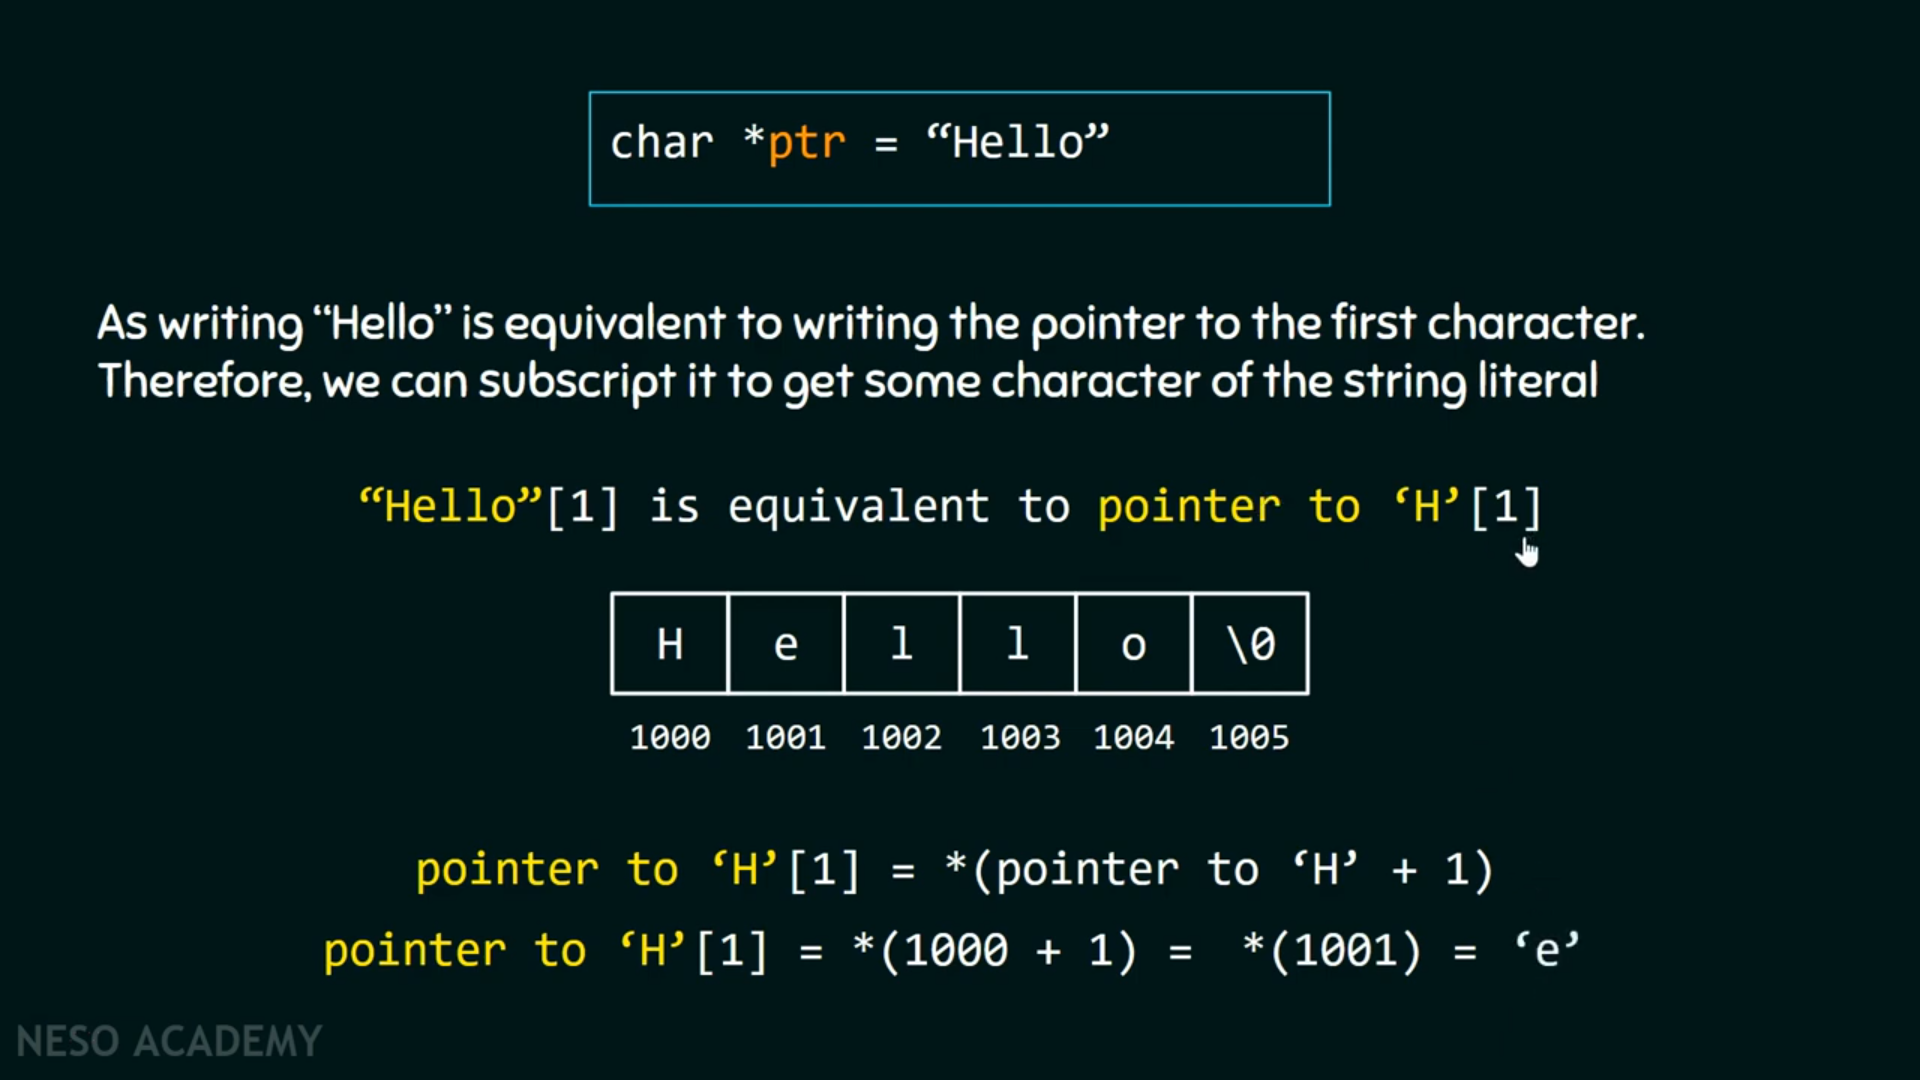 char *ptr = “Hello”
As writing “Hello” is equivalent to writing the pointer to the first character.
Therefore, we can subscript it to get some character of the string literal
“Hello”[1] is equivalent to pointer to ‘H’[1]
H e l l o \0
1000 1001 1002 1003 1004 1005
pointer to ‘H’[1] = *(pointer to ‘H’ + 1)
pointer to ‘H’[1] = *(1000 + 1) = *(1001) = ‘e’
NESO ACADEMY